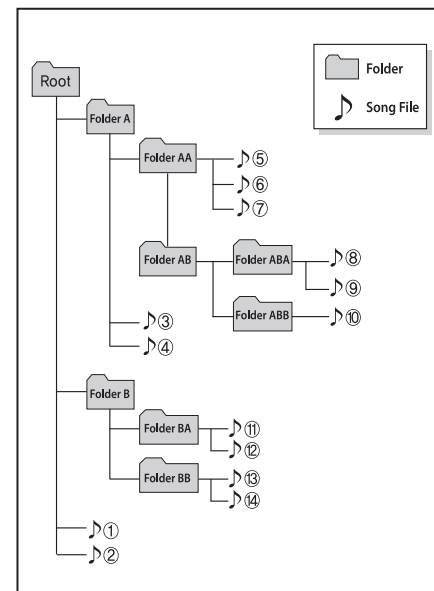 Root
Folder
Song File
Folder A
Folder AA
⑤
⑥
⑦
Folder AB
Folder ABA
⑧
⑨
Folder ABB
⑩
③
④
Folder B
Folder BA
⑪
⑫
Folder BB
⑬
⑭
①
②